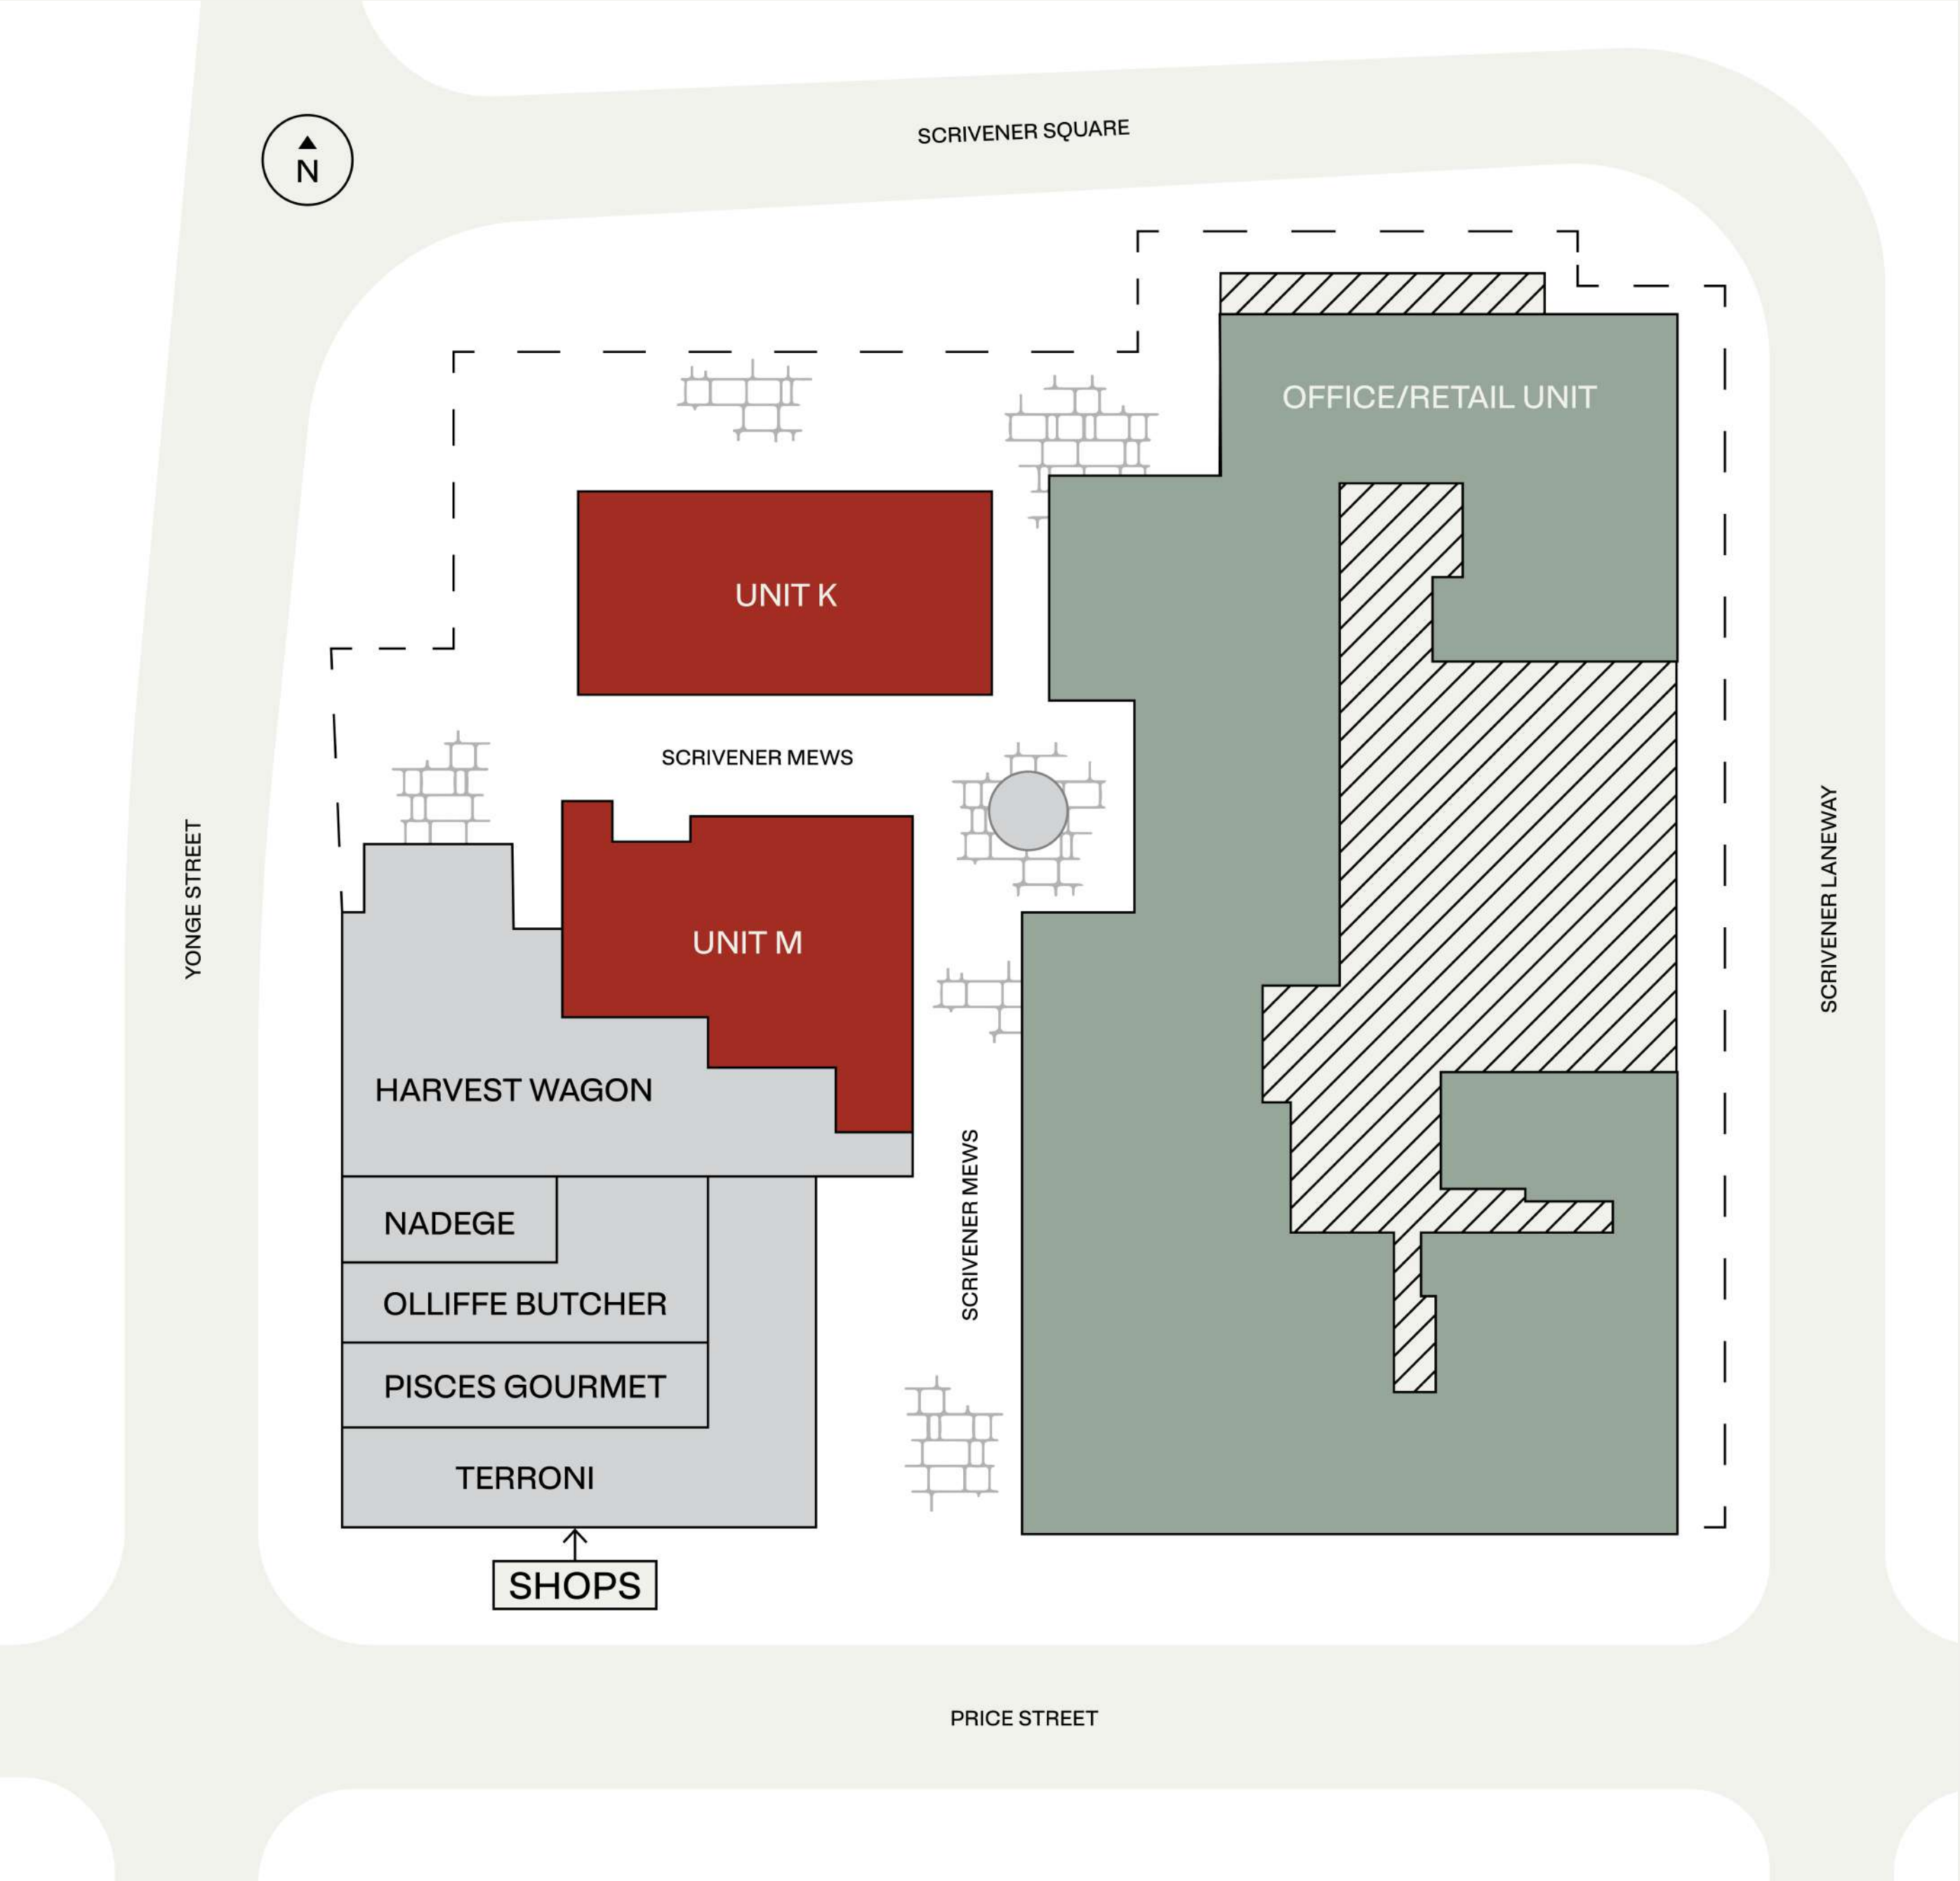 SCRIVENER SQUARE
N
OFFICE/RETAIL UNIT
UNIT K
SCRIVENER MEWS
YONGE STREET
SCRIVENER LANEWAY
UNIT M
HARVEST WAGON
SCRIVENER MEWS
NADEGE
OLLIFFE BUTCHER
PISCES GOURMET
TERRONI
SHOPS
PRICE STREET